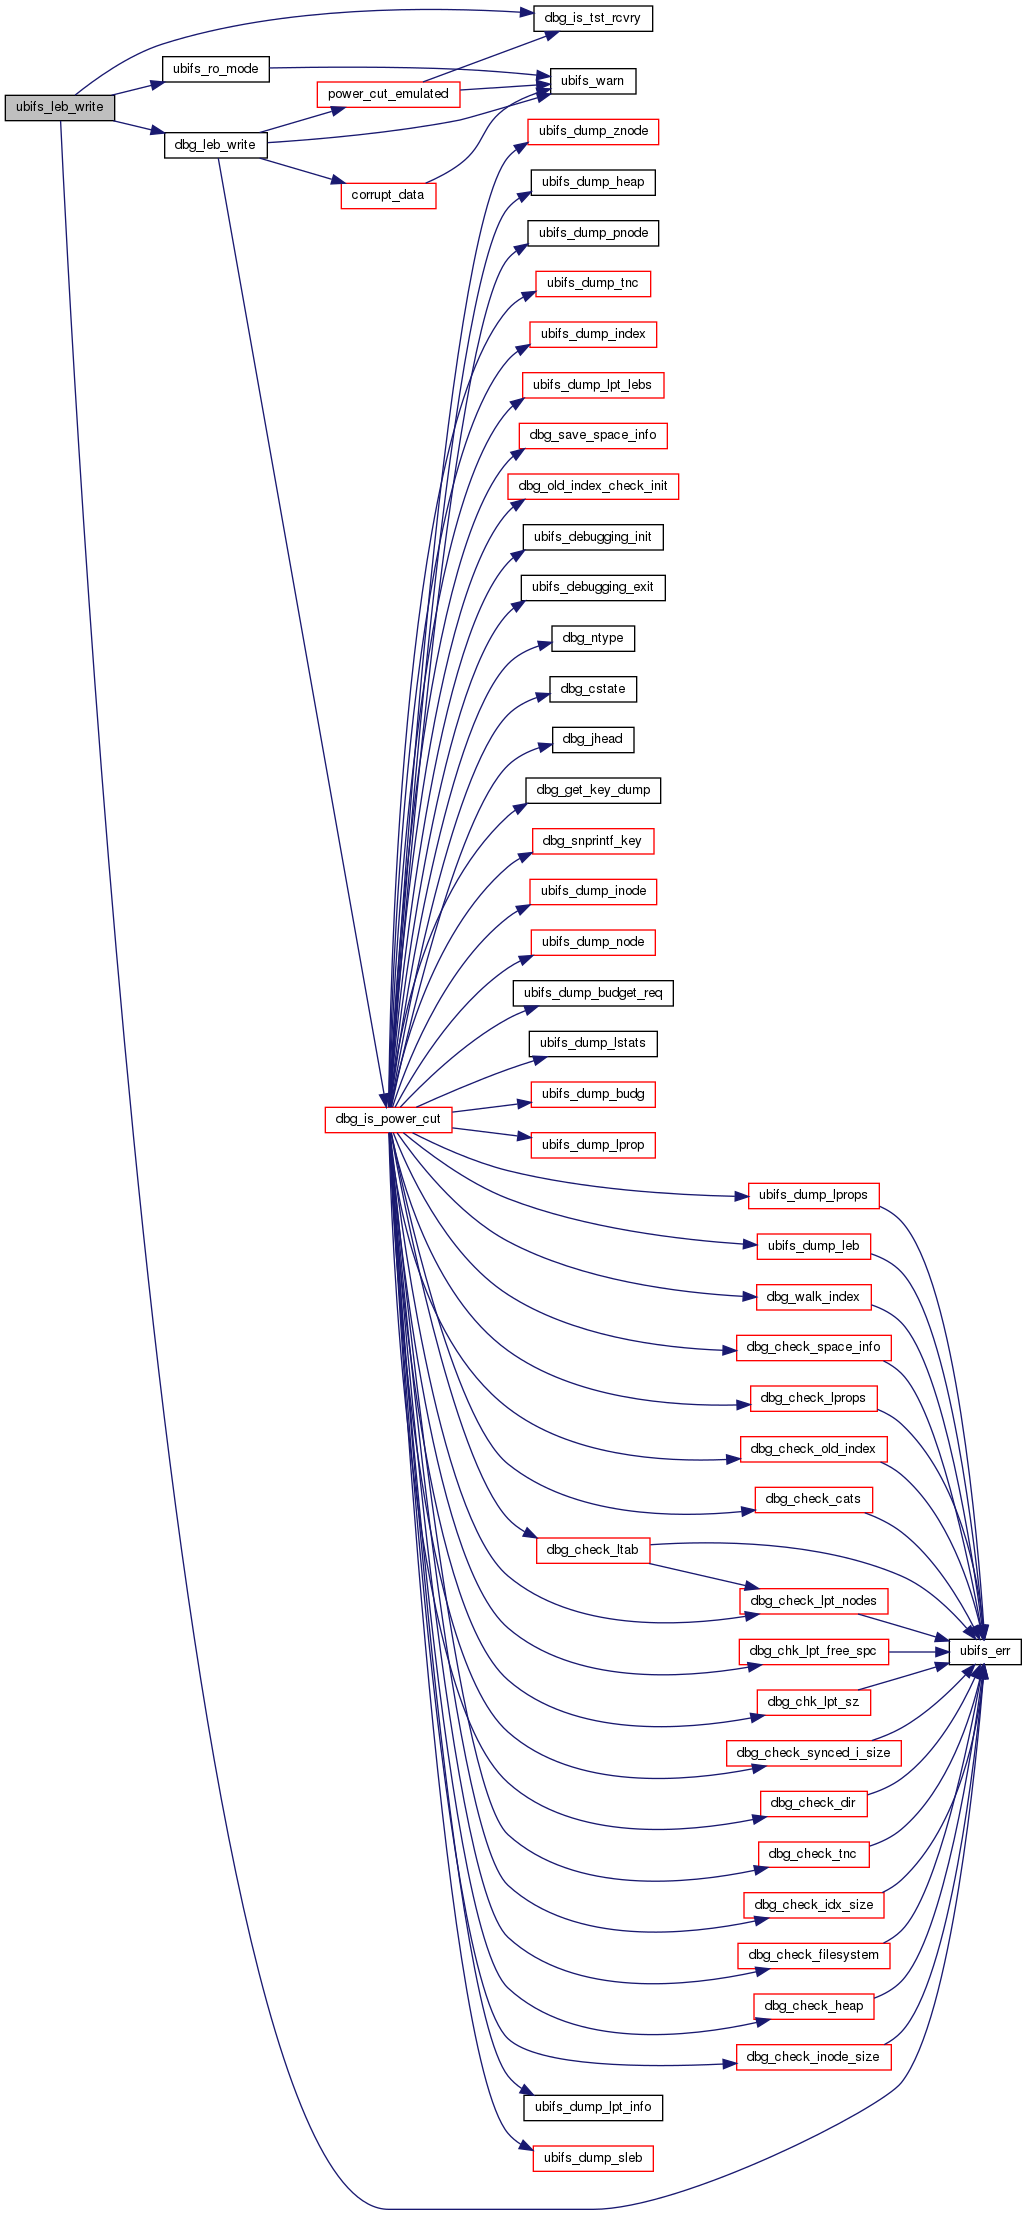 dbg_is_tst_rcvry
ubifs_ro_mode
ubifs_warn
power_cut_emulated
ubifs_leb_write
dbg_leb_write
ubifs_dump_znode
corrupt_data
ubifs_dump_heap
ubifs_dump_pnode
ubifs_dump_tnc
ubifs_dump_index
ubifs_dump_lpt_lebs
dbg_save_space_info
dbg_old_index_check_init
ubifs_debugging_init
ubifs_debugging_exit
dbg_ntype
dbg_cstate
dbg_jhead
dbg_get_key_dump
dbg_snprintf_key
ubifs_dump_inode
ubifs_dump_node
ubifs_dump_budget_req
ubifs_dump_lstats
ubifs_dump_budg
dbg_is_power_cut
ubifs_dump_lprop
ubifs_dump_lprops
ubifs_dump_leb
dbg_walk_index
dbg_check_space_info
dbg_check_lprops
dbg_check_old_index
dbg_check_cats
dbg_check_ltab
dbg_check_lpt_nodes
dbg_chk_lpt_free_spc
ubifs_err
dbg_chk_lpt_sz
dbg_check_synced_i_size
dbg_check_dir
dbg_check_tnc
dbg_check_idx_size
dbg_check_filesystem
dbg_check_heap
dbg_check_inode_size
ubifs_dump_lpt_info
ubifs_dump_sleb